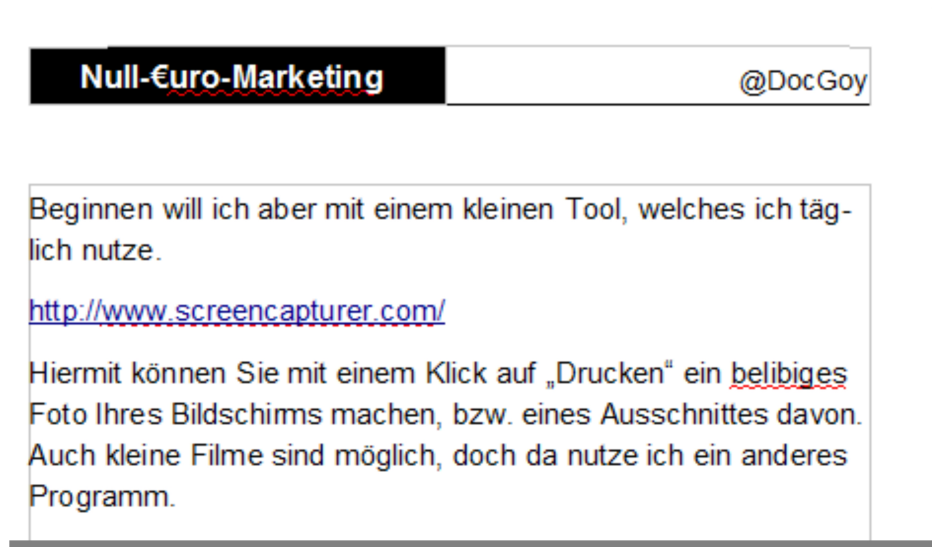 Null-€uro-Marketing
@DocGoy
Beginnen will ich aber mit einem kleinen Tool, welches ich täg-
lich nutze.
http://www.screencapturer.com/
Hiermit können Sie mit einem Klick auf „Drucken“ ein belibiges
Foto Ihres Bildschirms machen, bzw. eines Ausschnittes davon.
Auch kleine Filme sind möglich, doch da nutze ich ein anderes
Programm.